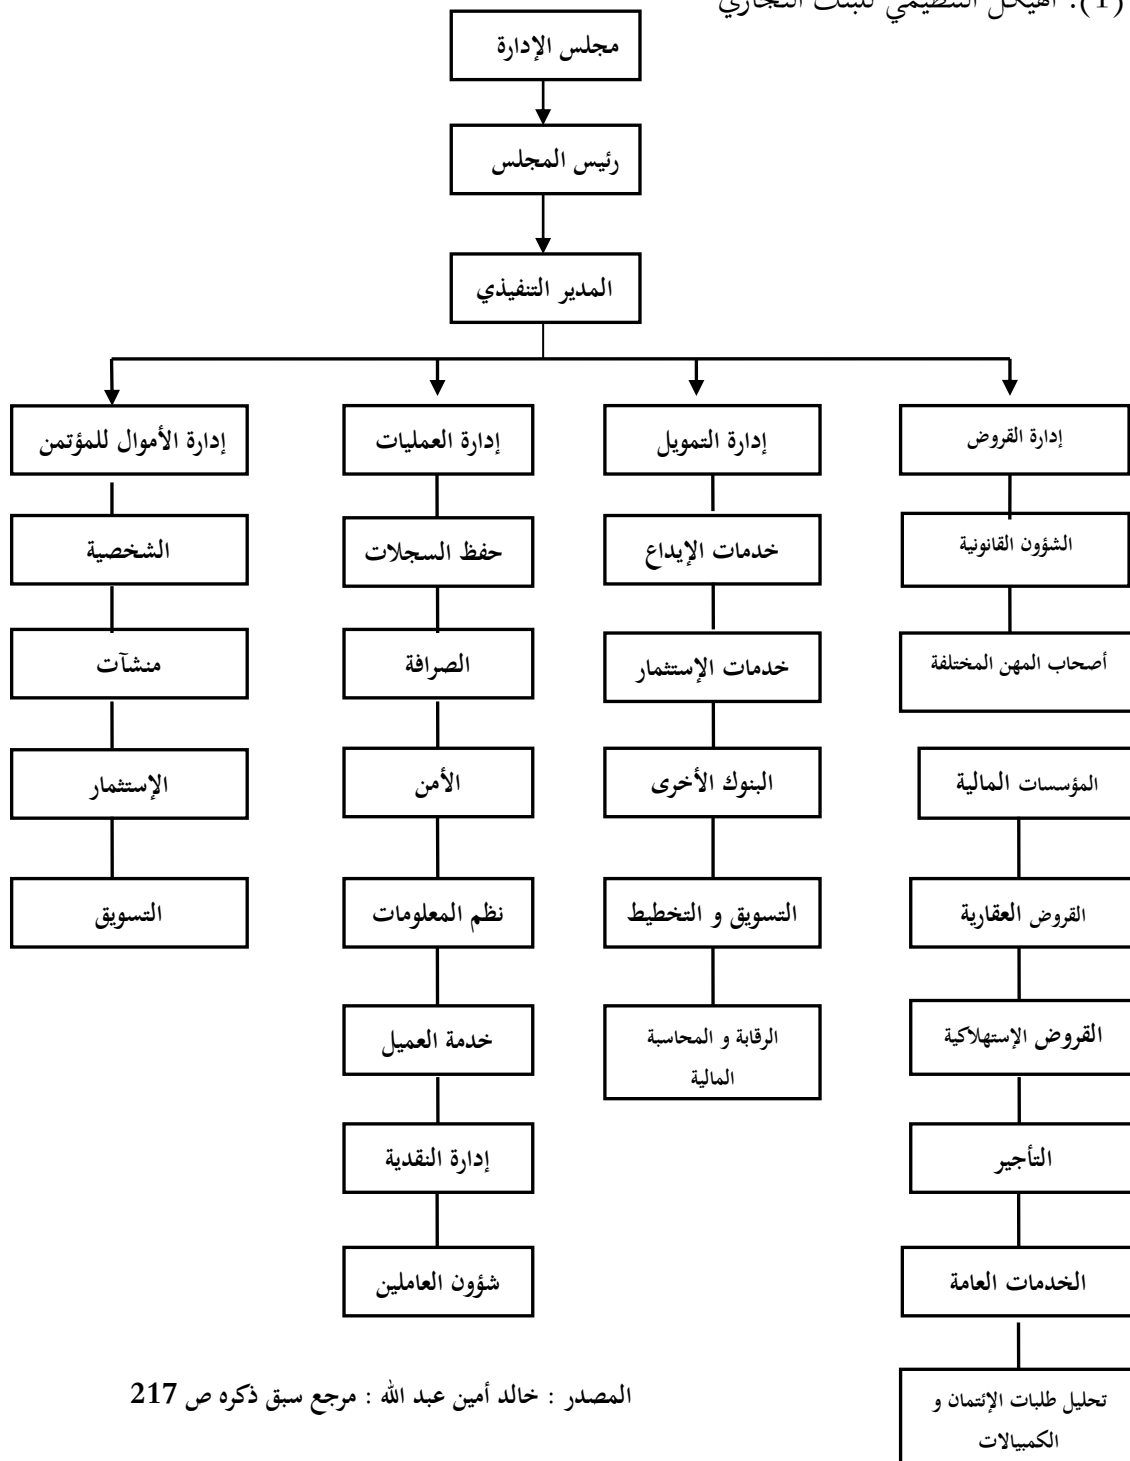 (1): الهيكل التنظيمي للبنك التجاري
مجلس الإدارة
رئيس المجلس
المدير التنفيذي
إدارة القروض
الشؤون القانونية
أصحاب المهن المختلفة
المؤسسات المالية
القروض العقارية
القروض الإستهلاكية
التأجير
الخدمات العامة
تحليل طلبات الإئتمان و
الكمبيالات
إدارة التمويل
خدمات الإيداع
خدمات الإستثمار
البنوك الأخرى
التسويق و التخطيط
الرقابة و المحاسبة
المالية
إدارة العمليات
حفظ السجلات
الصرافة
الأمن
نظم المعلومات
خدمة العميل
إدارة النقدية
شؤون العاملين
إدارة الأموال للمؤتمن
الشخصية
منشآت
الإستثمار
التسويق
المصدر : خالد أمين عبد الله : مرجع سبق ذكره ص 217